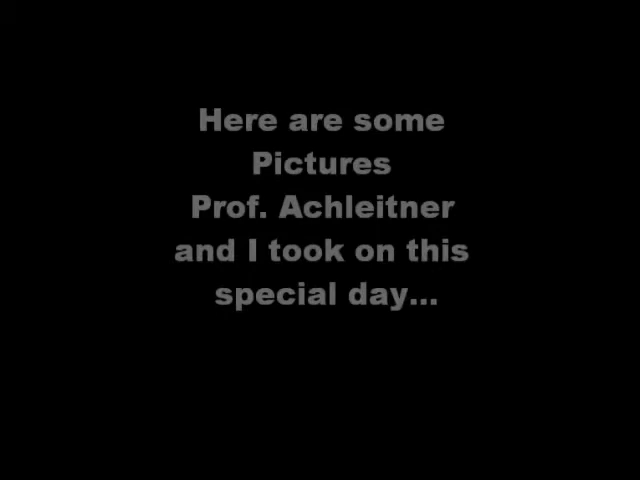 Here are some
Pictures
Prof. Achleitner
and I took on this
special day...